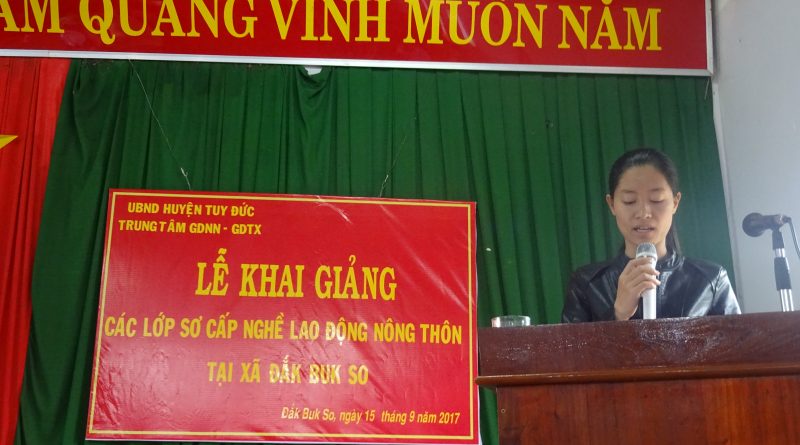 NAM QUANG VINH MUÔN NĂM
UBND HUYỆN TUY ĐỨC
TRUNG TÂM GDNN - GDTX
LỄ KHAI GIẢNG
CÁC LỚP SƠ CẤP NGHỀ LAO ĐỘNG NÔNG THÔN
TẠI XÃ ĐẮK BUK SO
Đắk Buk So, ngày 15 tháng 9 năm 2017